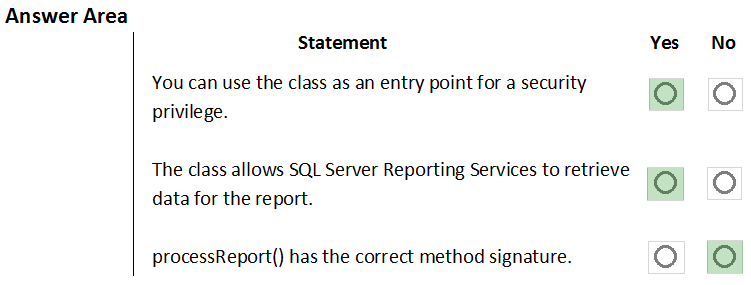 Answer Area
Statement Yes No
You can use the class as an entry point for a security
privilege.
The class allows SQL Server Reporting Services to retrieve
data for the report.
processReport() has the correct method signature.